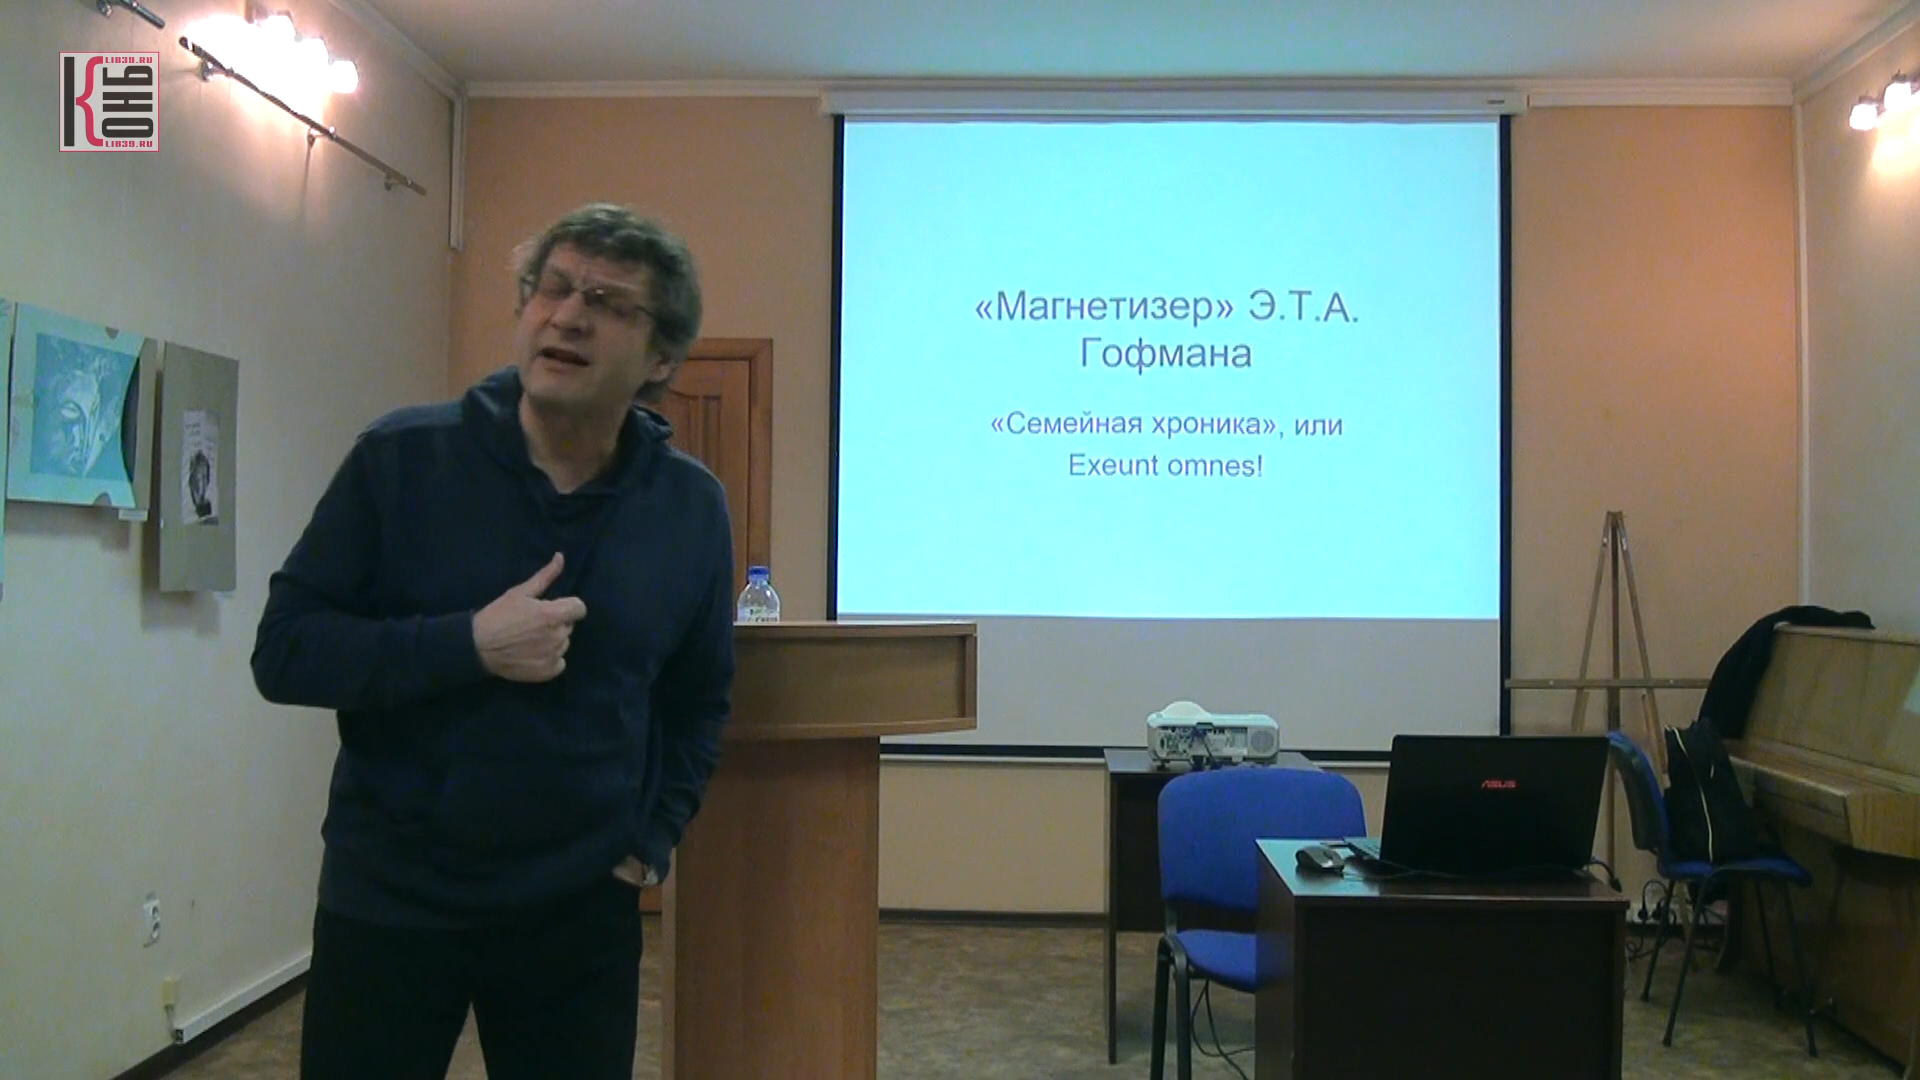 LIB39.RU
КОНБ
LIB39.RU
«Магнетизер» Э.Т.А.
Гофмана
«Семейная хроника», или
Exeunt omnes!
ASUS